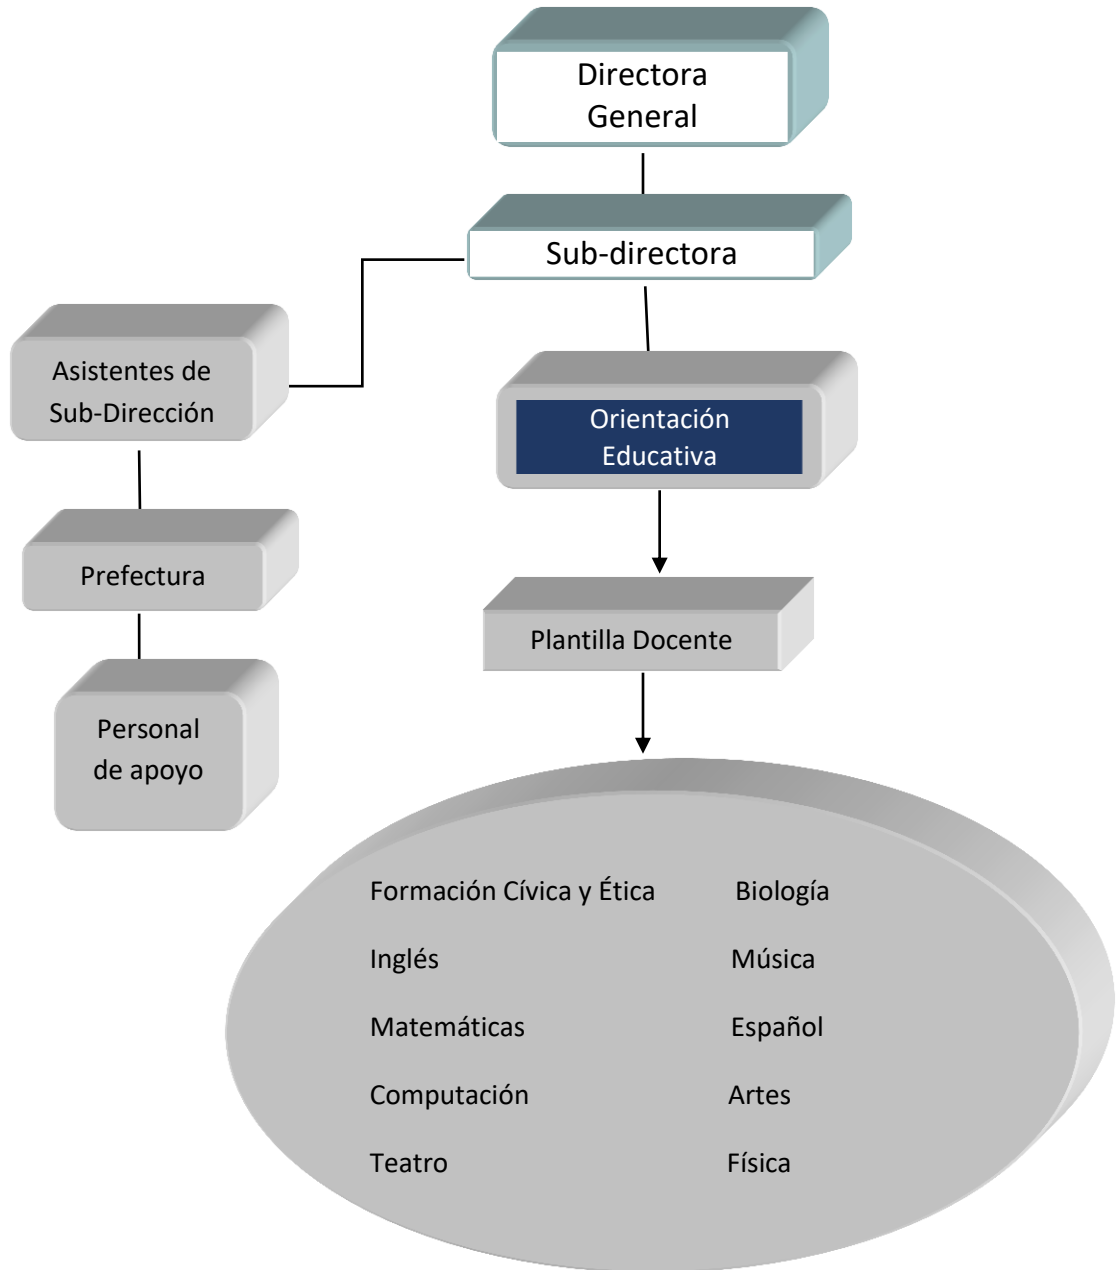 Directora
General
Sub-directora
Asistentes de
Sub-Dirección
Orientación
Educativa
Prefectura
Plantilla Docente
Personal
de apoyo
Formación Cívica y Ética Biología
Inglés Música
Matemáticas Español
Computación Artes
Teatro Física